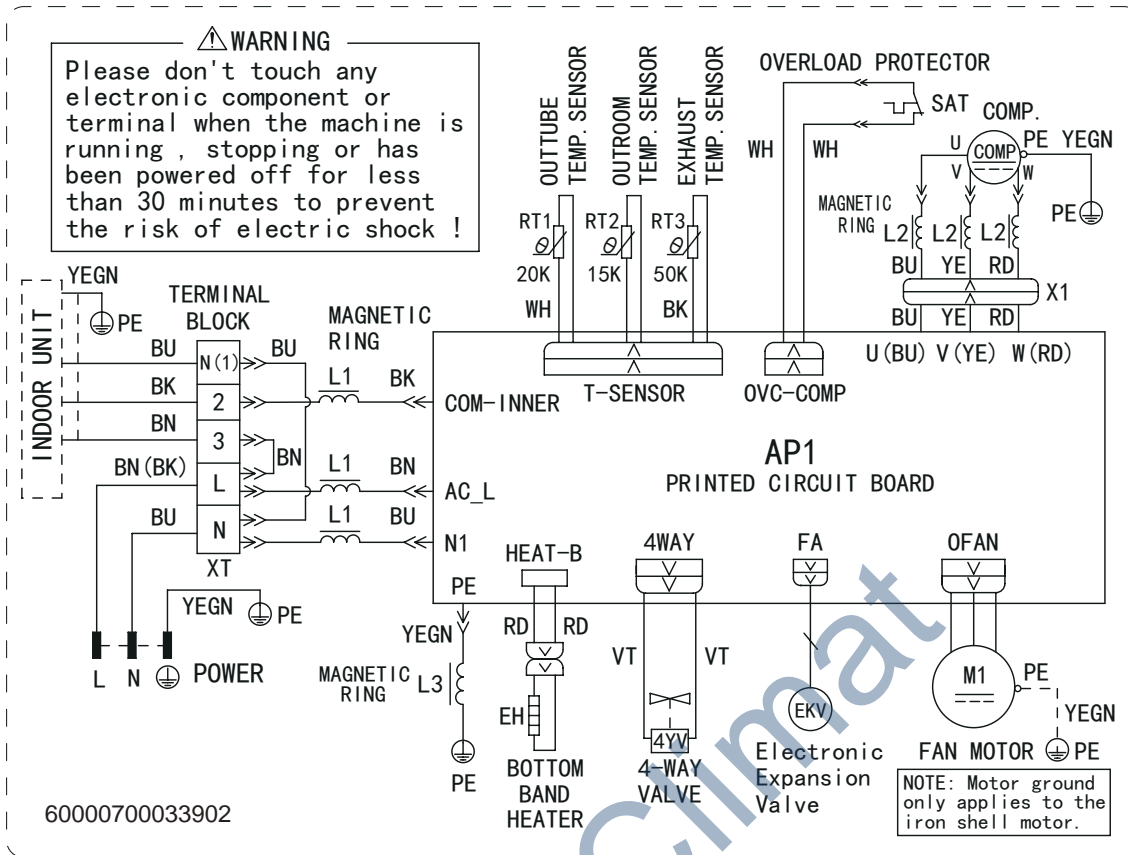 WARNING
Please don't touch any
electronic component or
terminal when the machine is
running , stopping or has
been powered off for less
than 30 minutes to prevent
the risk of electric shock !
OUTTUBE
TEMP. SENSOR
OUTROOM
TEMP. SENSOR
EXHAUST
TEMP. SENSOR
RT1
RT2
RT3
θ
θ
θ
20K
15K
50K
WH
BK
OVERLOAD PROTECTOR
SAT
WH
WH
COMP.
COMP
U
V
W
PE
YEGN
PE
MAGNETIC
RING
L2
L2
L2
BU
YE
RD
X1
BU
YE
RD
U(BU)
V(YE)
W(RD)
INDOOR UNIT
YEGN
PE
TERMINAL
BLOCK
MAGNETIC
RING
BU
N(1)
BU
BK
2
L1
BK
COM-INNER
BN
3
BN
BN(BK)
L
L1
BN
AC_L
BU
N
L1
BU
N1
XT
YEGN
PE
L
N
POWER
T-SENSOR
OVC-COMP
AP1
PRINTED CIRCUIT BOARD
PE
YEGN
MAGNETIC
RING
L3
PE
HEAT-B
RD
RD
EH
BOTTOM
BAND
HEATER
4WAY
VT
VT
4YV
4-WAY
VALVE
FA
EKV
Electronic
Expansion
Valve
OFAN
M1
PE
YEGN
FAN MOTOR
PE
NOTE: Motor ground
only applies to the
iron shell motor.
60000700033902
Climat